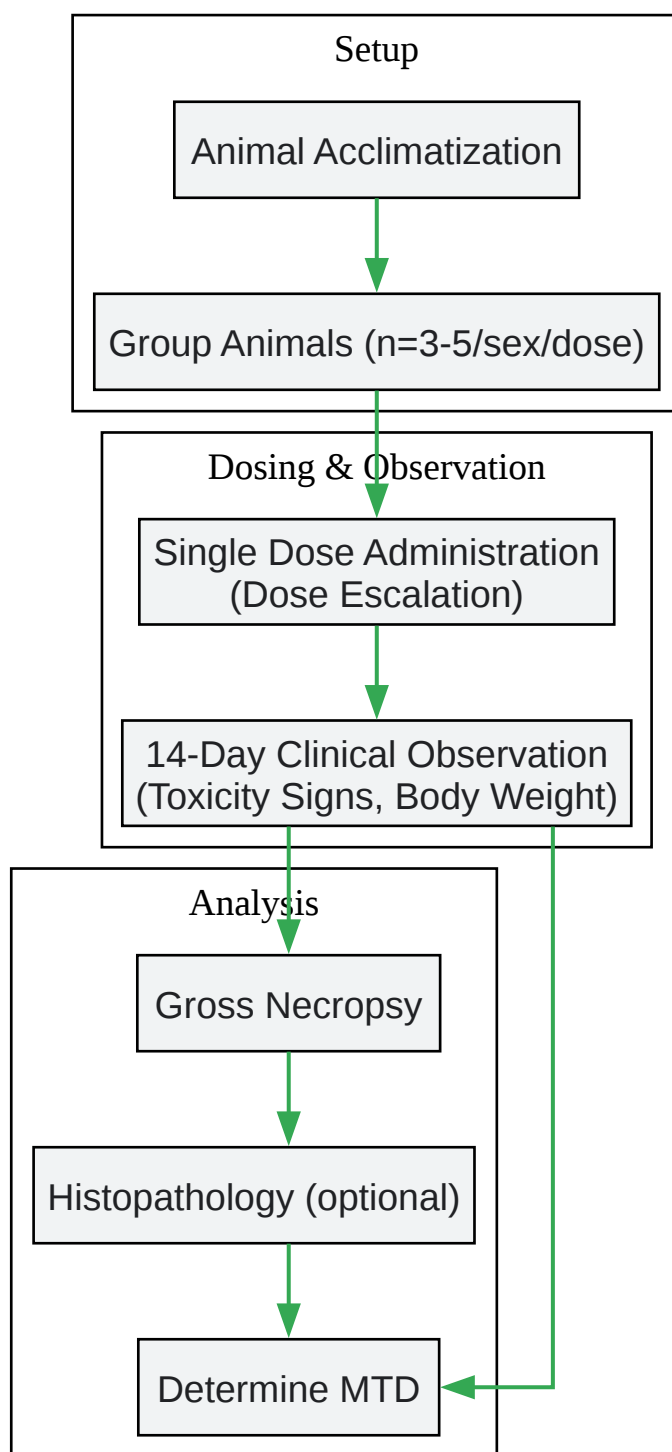 Setup
Animal Acclimatization
Group Animals (n=3-5/sex/dose)
Dosing & Observation
Single Dose Administration
(Dose Escalation)
14-Day Clinical Observation
(Toxicity Signs, Body Weight)
Analysis
Gross Necropsy
Histopathology (optional)
Determine MTD